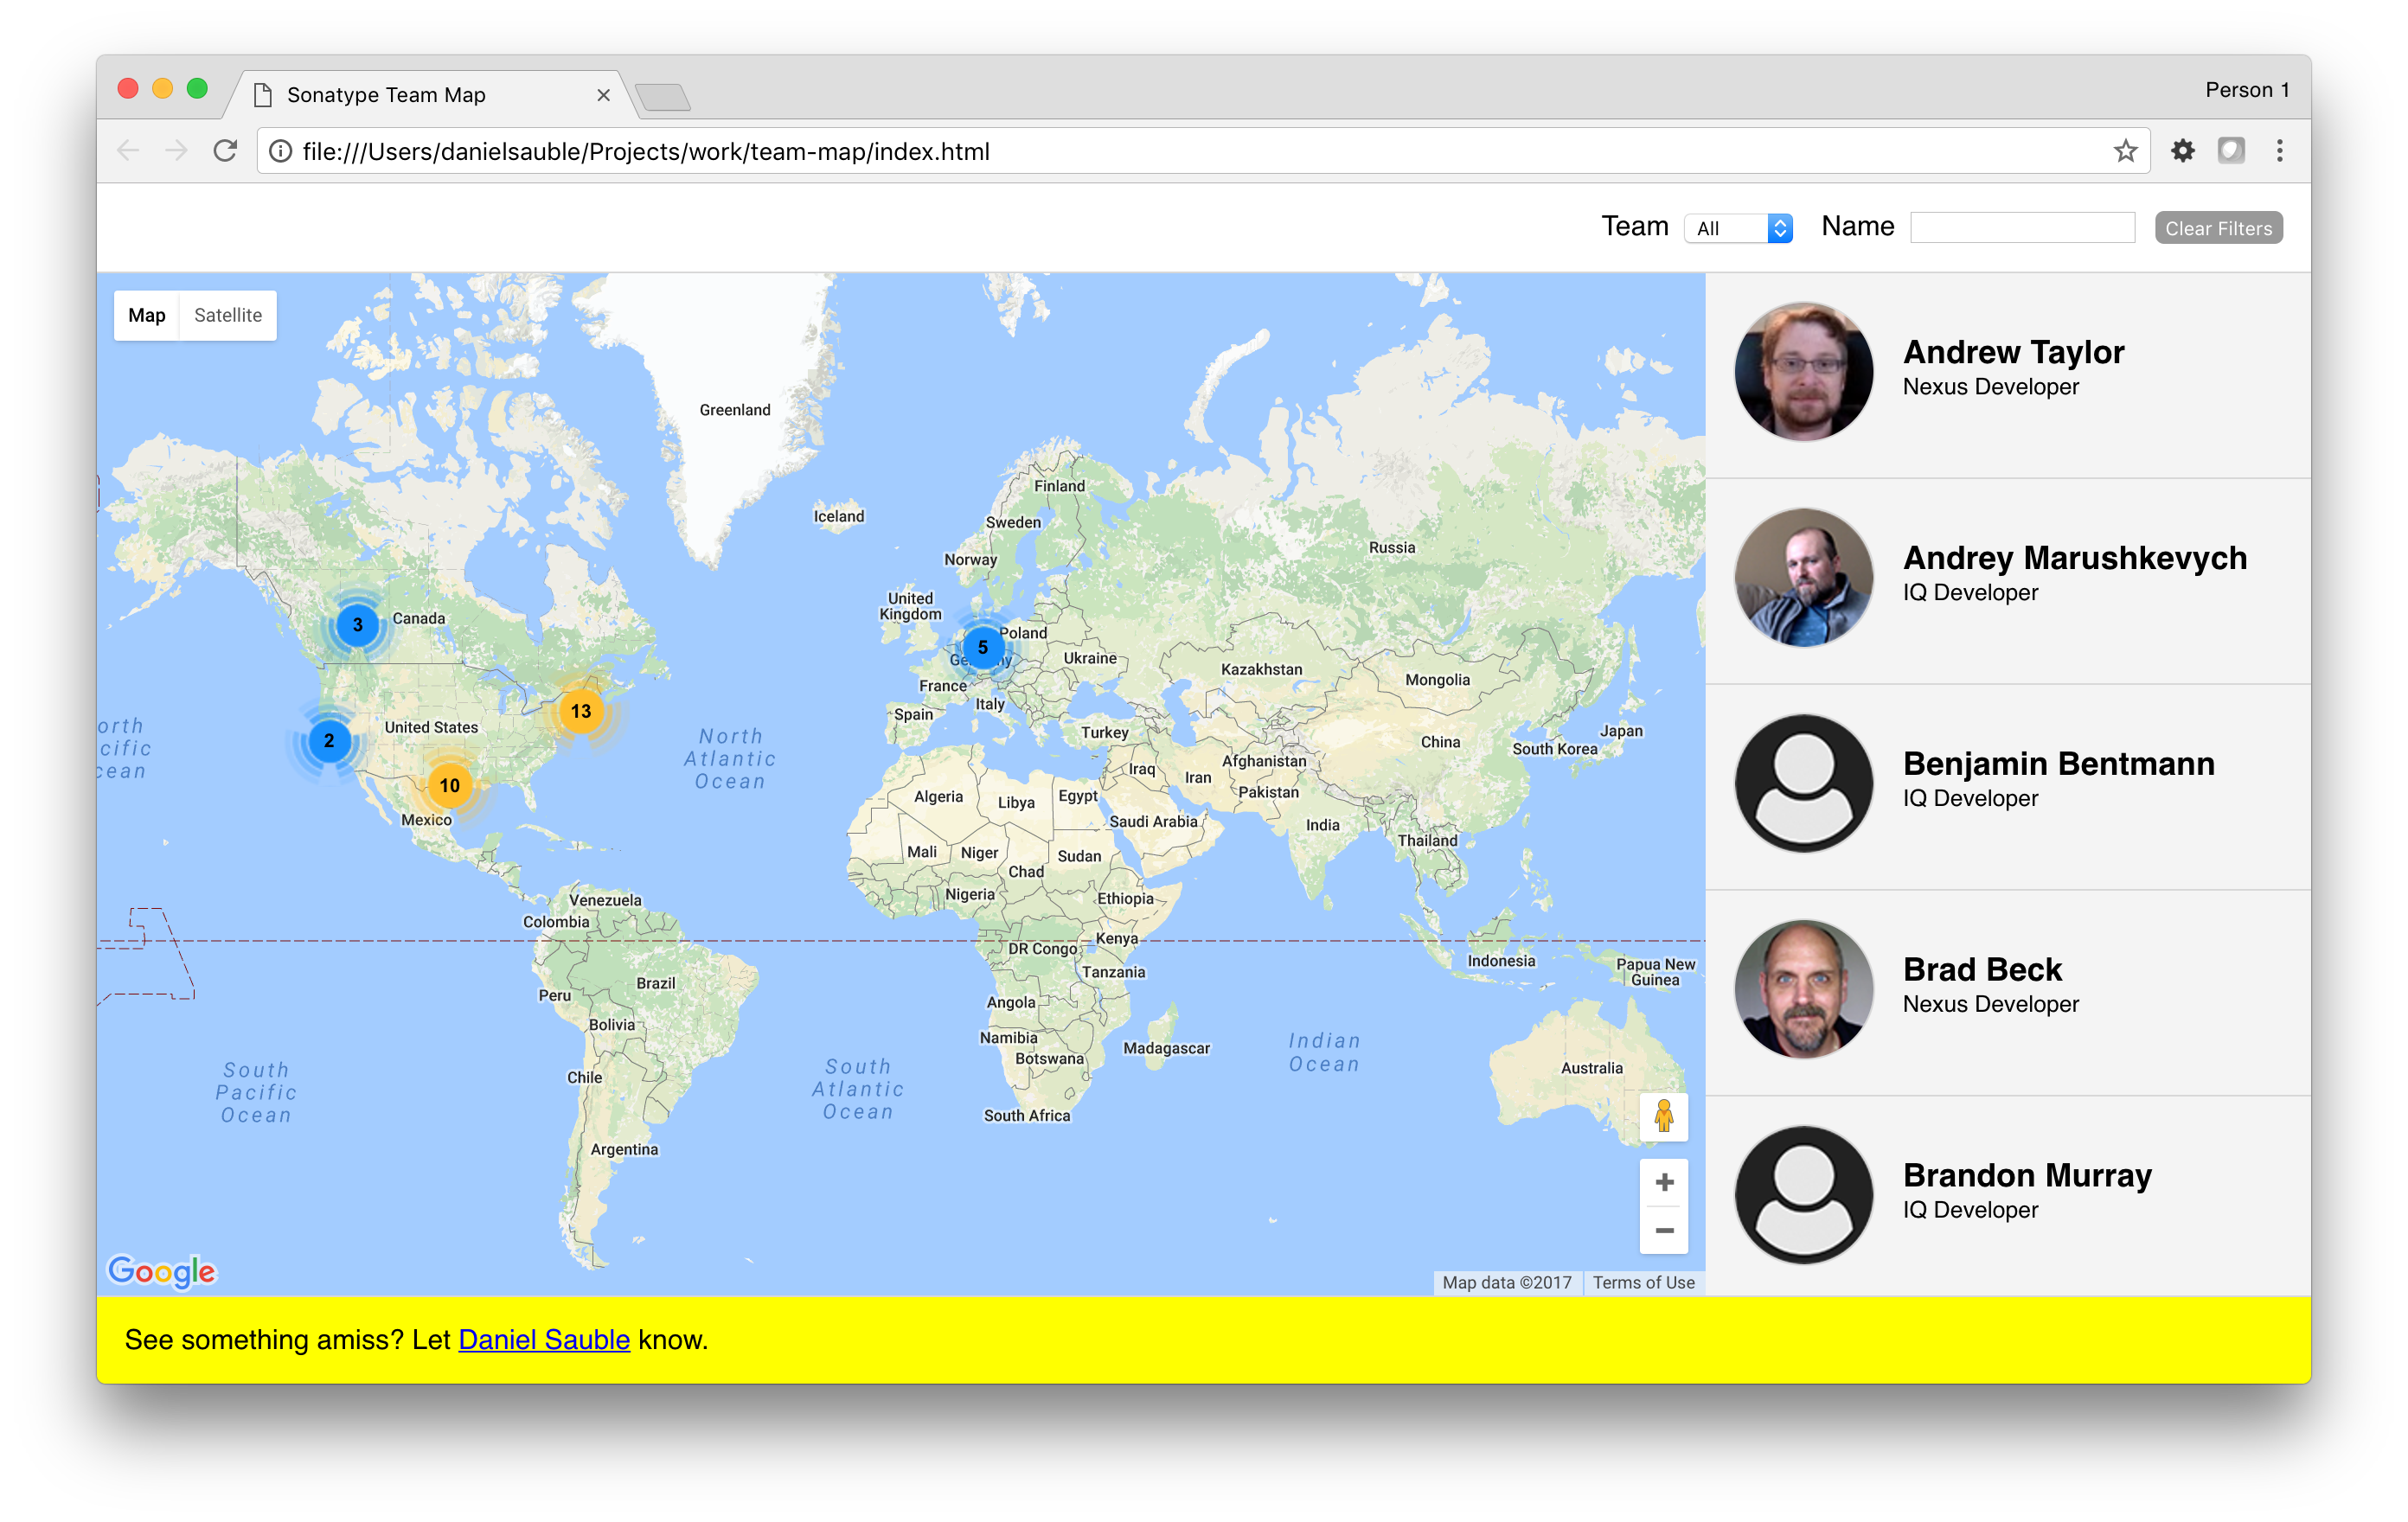 Sonatype Team Map
Person 1
file:///Users/danielsauble/Projects/work/team-map/index.html
Team All Name Clear Filters
Map Satellite
Greenland
Iceland
Finland
Sweden
Norway
Russia
United
Kingdom
Canada
3
5
Poland
Germany
Ukraine
Kazakhstan
Mongolia
France
Italy
Spain
13
United States
2
10
Mexico
Turkey
China
Japan
South Korea
Afghanistan
Iraq
Iran
Pakistan
Algeria
Libya
Egypt
Saudi Arabia
India
Thailand
Mali
Niger
Sudan
Chad
Nigeria
Ethiopia
orth
cific
cean
North
Atlantic
Ocean
Venezuela
Colombia
Kenya
DR Congo
Tanzania
Indonesia
Papua New
Guinea
Brazil
Peru
Angola
Bolivia
Namibia
Botswana
Madagascar
Indian
Ocean
Australia
Chile
South
Pacific
Ocean
South
Atlantic
Ocean
South Africa
Argentina
Google
Map data ©2017 Terms of Use
Andrew Taylor
Nexus Developer
Andrey Marushkevych
IQ Developer
Benjamin Bentmann
IQ Developer
Brad Beck
Nexus Developer
Brandon Murray
IQ Developer
See something amiss? Let Daniel Sauble know.